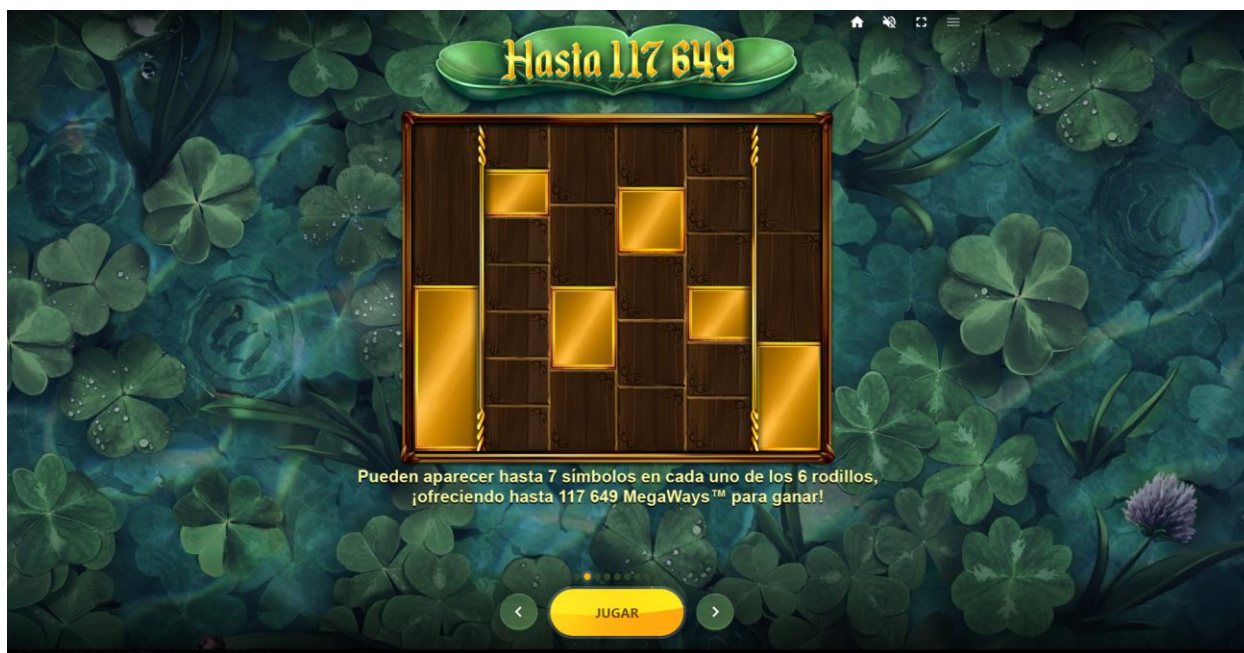 Hasta 117 649
Pueden aparecer hasta 7 símbolos en cada uno de los 6 rodillos,
¡ofreciendo hasta 117 649 MegaWays™ para ganar!
JUGAR